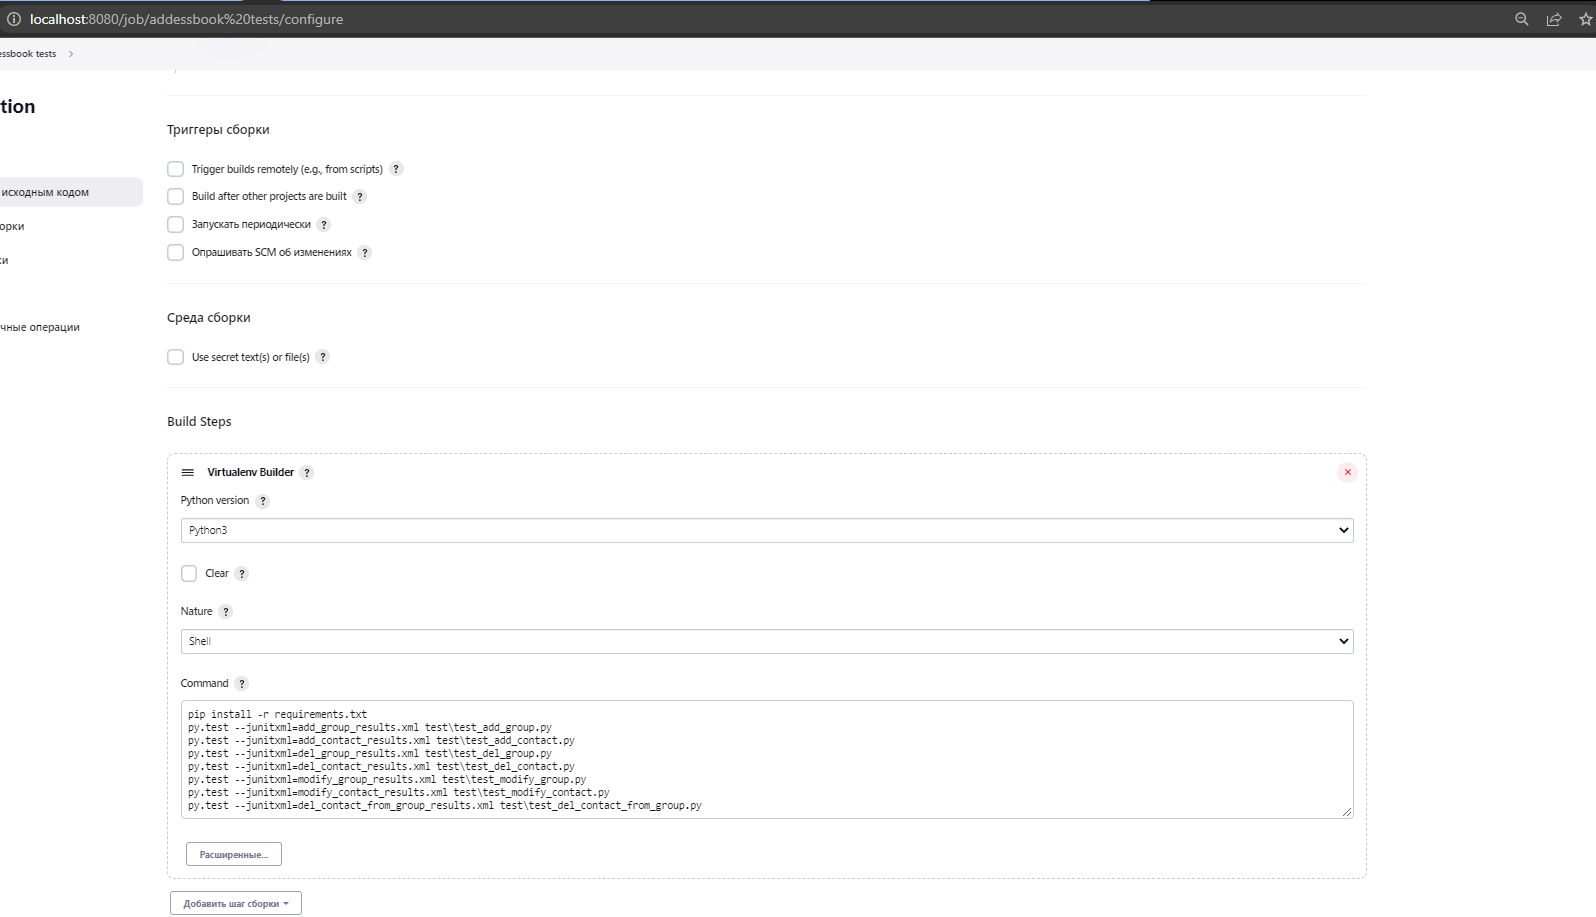 localhost:8080/job/addessbook%20tests/configure
essbook tests
tion
исходным кодом
орки
ки
чные операции
Триггеры сборки
Trigger builds remotely (e.g., from scripts) ?
Build after other projects are built ?
Запускать периодически ?
Опрашивать SCM об изменениях ?
Среда сборки
Use secret text(s) or file(s) ?
Build Steps
Virtualenv Builder ?
Python version ?
Python3
Clear ?
Nature ?
Shell
Command ?
pip install -r requirements.txt
py.test --junitxml=add_group_results.xml test\test_add_group.py
py.test --junitxml=add_contact_results.xml test\test_add_contact.py
py.test --junitxml=del_group_results.xml test\test_del_group.py
py.test --junitxml=del_contact_results.xml test\test_del_contact.py
py.test --junitxml=modify_group_results.xml test\test_modify_group.py
py.test --junitxml=modify_contact_results.xml test\test_modify_contact.py
py.test --junitxml=del_contact_from_group_results.xml test\test_del_contact_from_group.py
Расширенные...
Добавить шаг сборки